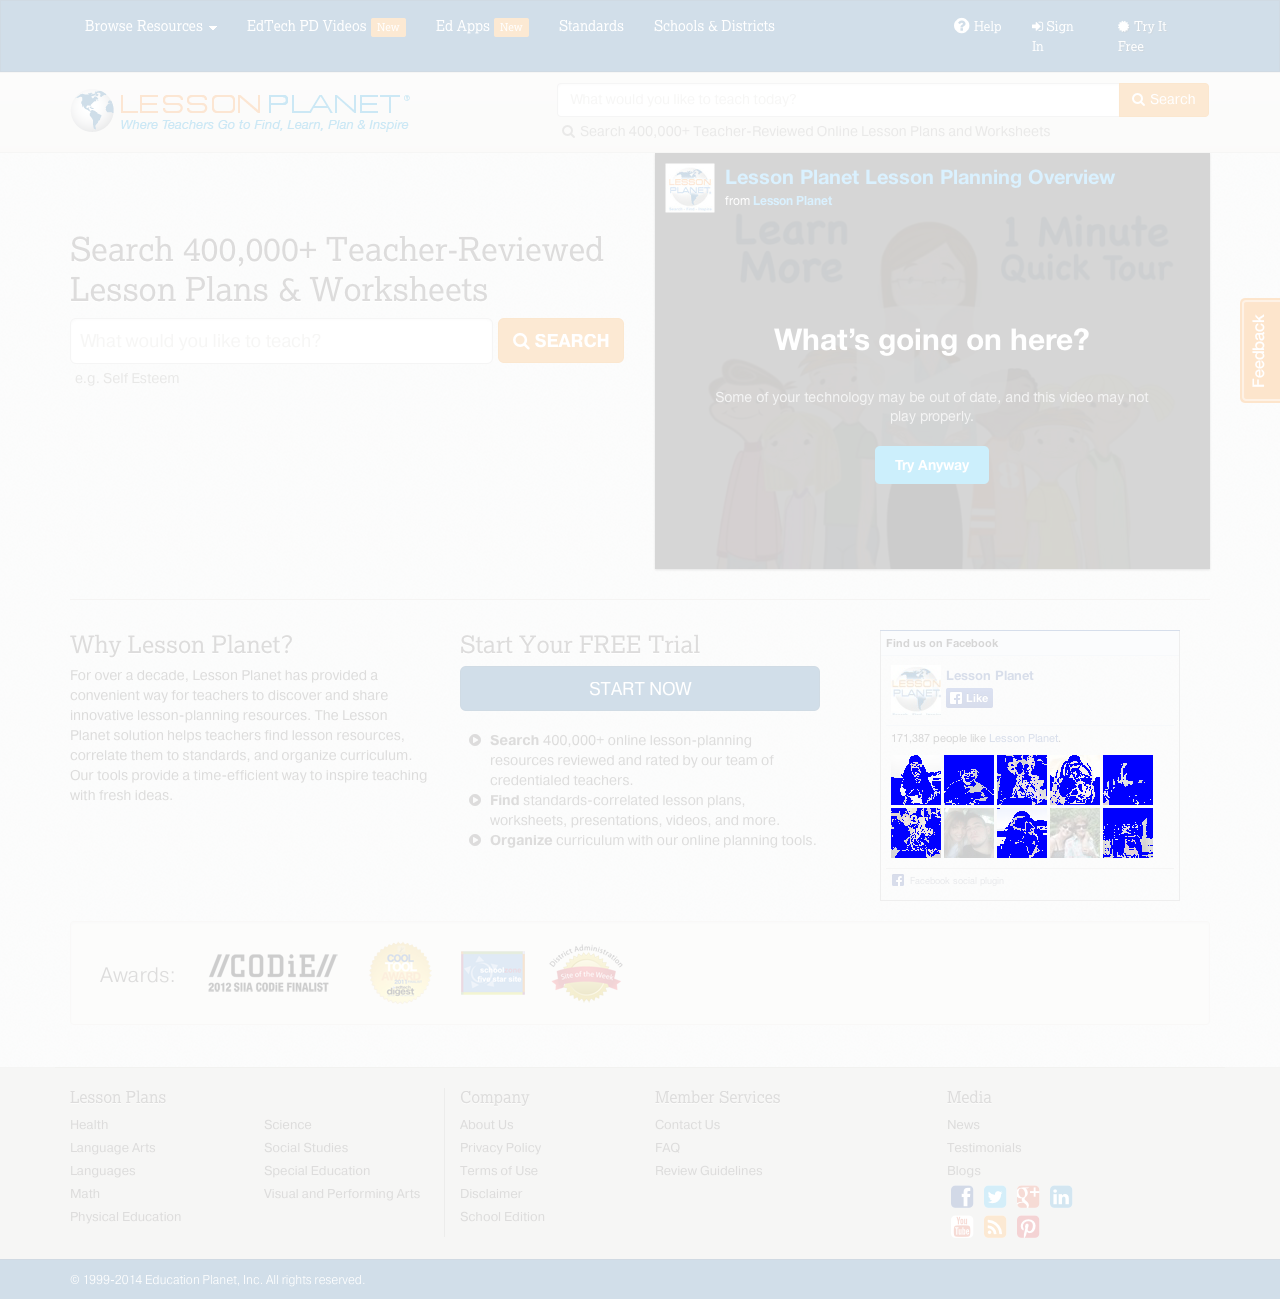 Browse Resources
EdTech PD Videos New
Ed Apps New
Standards
Schools & Districts
Help
Sign In
Try It Free
LESSON PLANET®
Where Teachers Go to Find, Learn, Plan & Inspire
What would you like to teach today?
Search
Search 400,000+ Teacher-Reviewed Online Lesson Plans and Worksheets
Search 400,000+ Teacher-Reviewed
Lesson Plans & Worksheets
What would you like to teach?
SEARCH
e.g. Self Esteem
LESSON PLANET
Lesson Planet Lesson Planning Overview
from Lesson Planet
Learn More
1 Minute Quick Tour
What's going on here?
Some of your technology may be out of date, and this video may not
play properly.
Try Anyway
Feedback
Why Lesson Planet?
For over a decade, Lesson Planet has provided a
convenient way for teachers to discover and share
innovative lesson-planning resources. The Lesson
Planet solution helps teachers find lesson resources,
correlate them to standards, and organize curriculum.
Our tools provide a time-efficient way to inspire teaching
with fresh ideas.
Start Your FREE Trial
START NOW
Search 400,000+ online lesson-planning
resources reviewed and rated by our team of
credentialed teachers.
Find standards-correlated lesson plans,
worksheets, presentations, videos, and more.
Organize curriculum with our online planning tools.
Find us on Facebook
LESSON PLANET
Lesson Planet
Like
171,387 people like Lesson Planet.
Facebook social plugin
Awards:
//CODiE//
2012 SIIA CODiE FINALIST
COOL TOOL
digest
school
five star site
District Administration
Site of the Week
Lesson Plans
Health
Language Arts
Languages
Math
Physical Education
Science
Social Studies
Special Education
Visual and Performing Arts
Company
About Us
Privacy Policy
Terms of Use
Disclaimer
School Edition
Member Services
Contact Us
FAQ
Review Guidelines
Media
News
Testimonials
Blogs
You Tube
© 1999-2014 Education Planet, Inc. All rights reserved.